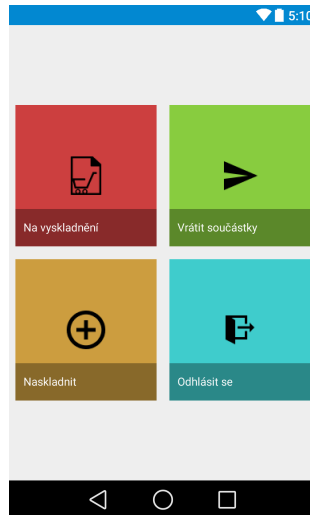 5:10
Na vyskladnění
Vrátit součástky
Naskladnit
Odhlásit se